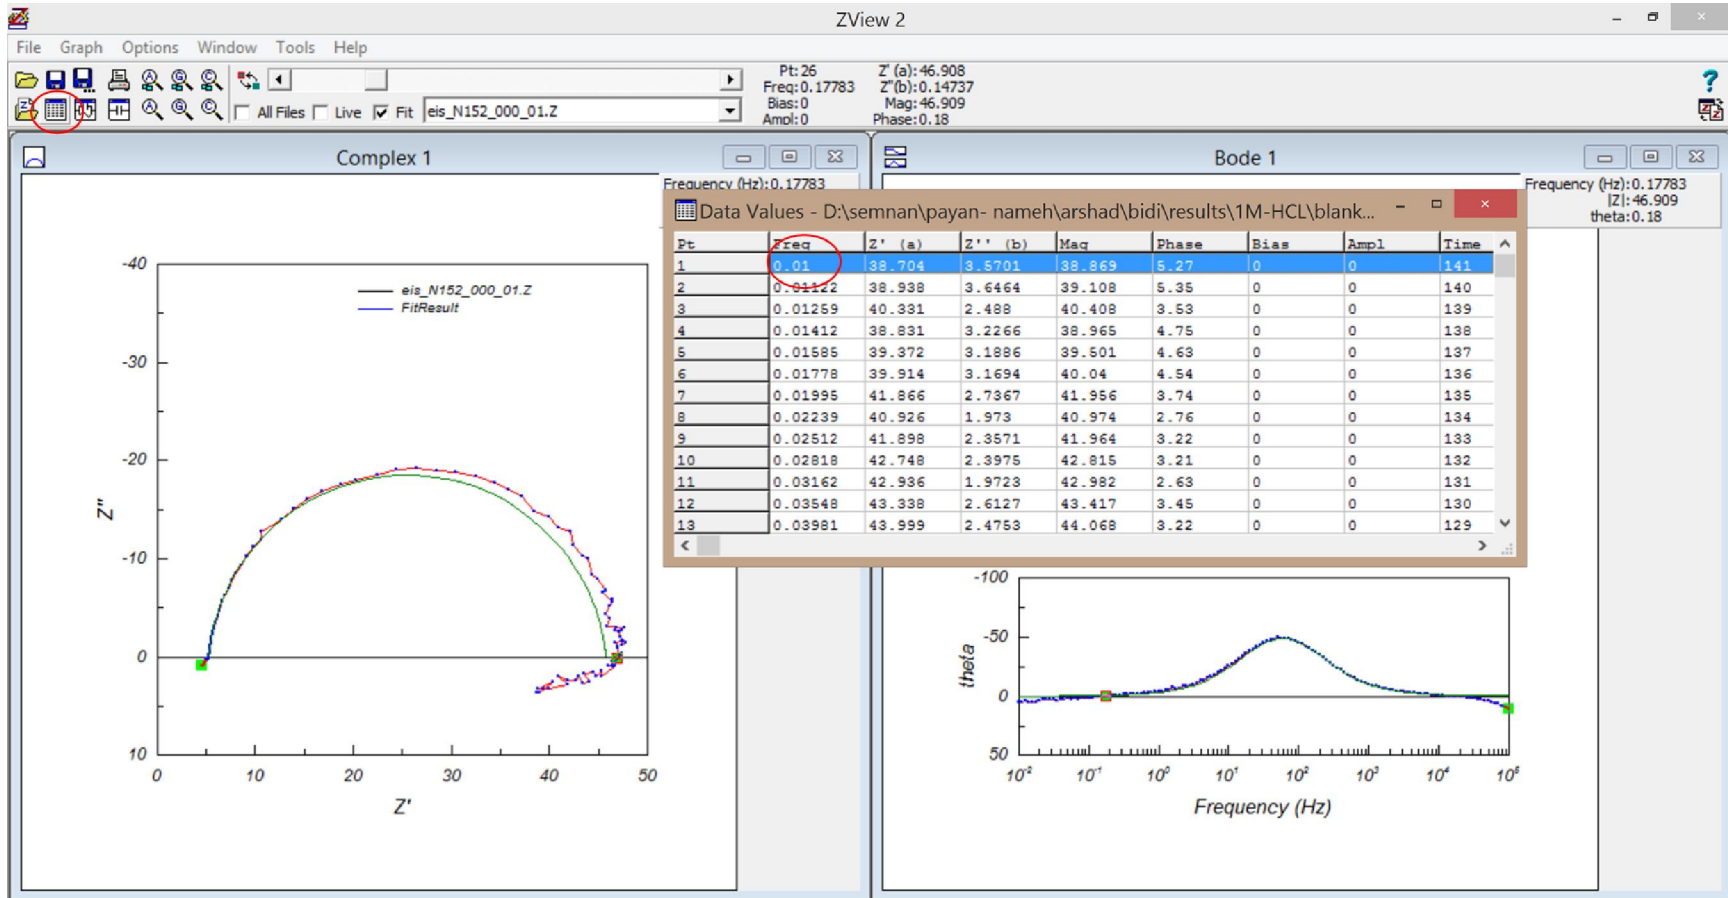 ZView 2
File Graph Options Window Tools Help
Pt: 26 Z' (a): 46.908
Freq: 0.17783 Z''(b): 0.14737
Bias: 0 Mag: 46.909
Ampl: 0 Phase: 0.18
All Files Live Fit eis_N152_000_01.Z
Complex 1
Frequency (Hz): 0.17783
-40
-30
-20
-10
0
10
Z''
eis_N152_000_01.Z
FitResult
0 10 20 30 40 50
Z'
Bode 1
Frequency (Hz): 0.17783
|Z|: 46.909
theta: 0.18
Data Values - D:\semnan\payan- nameh\arshad\bidi\results\1M-HCL\blank...
Pt Freq Z' (a) Z'' (b) Mag Phase Bias Ampl Time
1 0.01 38.704 3.5701 38.869 5.27 0 0 141
2 0.01122 38.938 3.6464 39.108 5.35 0 0 140
3 0.01259 40.331 2.488 40.408 3.53 0 0 139
4 0.01412 38.831 3.2266 38.965 4.75 0 0 138
5 0.01585 39.372 3.1886 39.501 4.63 0 0 137
6 0.01778 39.914 3.1694 40.04 4.54 0 0 136
7 0.01995 41.866 2.7367 41.956 3.74 0 0 135
8 0.02239 40.926 1.973 40.974 2.76 0 0 134
9 0.02512 41.898 2.3571 41.964 3.22 0 0 133
10 0.02818 42.748 2.3975 42.815 3.21 0 0 132
11 0.03162 42.936 1.9723 42.982 2.63 0 0 131
12 0.03548 43.338 2.6127 43.417 3.45 0 0 130
13 0.03981 43.999 2.4753 44.068 3.22 0 0 129
-100
-50
0
50
theta
10-2 10-1 100 101 102 103 104 105
Frequency (Hz)